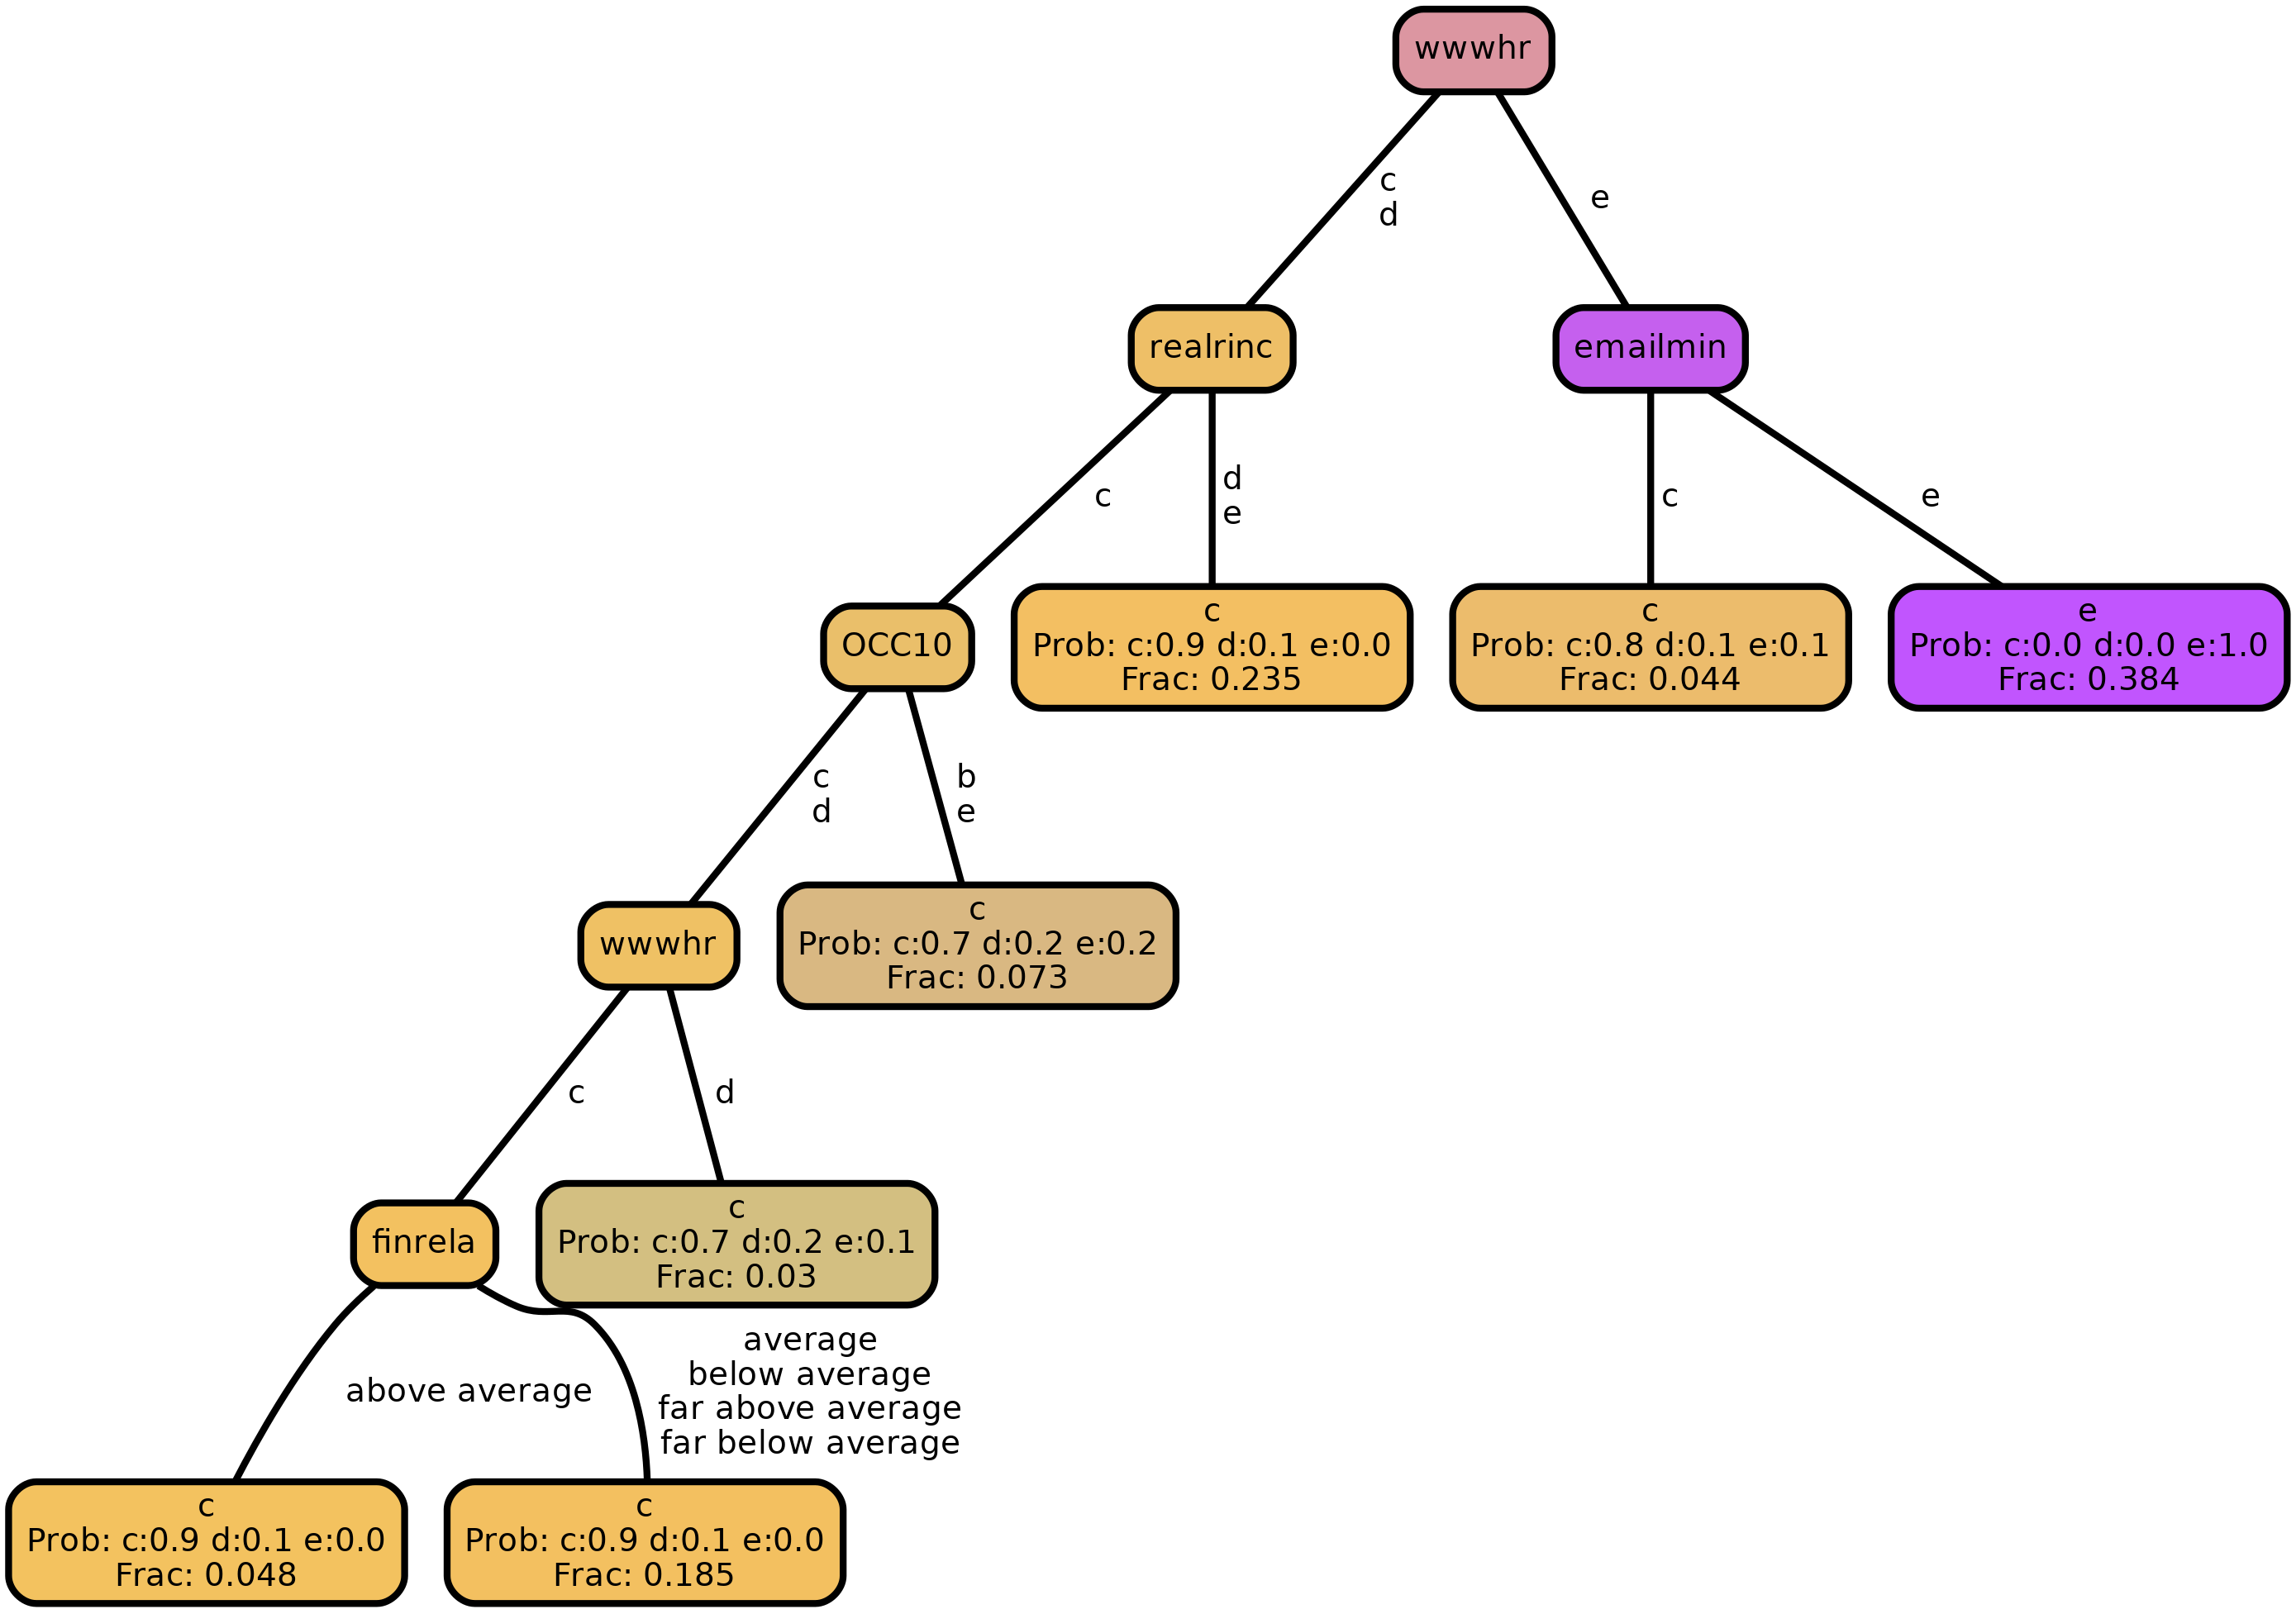 wwwhr
c
d
e
realrinc
emailmin
c
d
e
c
e
OCC10
c
Prob: c:0.9 d:0.1 e:0.0
Frac: 0.235
c
Prob: c:0.8 d:0.1 e:0.1
Frac: 0.044
e
Prob: c:0.0 d:0.0 e:1.0
Frac: 0.384
c
d
b
e
wwwhr
c
Prob: c:0.7 d:0.2 e:0.2
Frac: 0.073
c
d
finrela
c
Prob: c:0.7 d:0.2 e:0.1
Frac: 0.03
above average
average
below average
far above average
far below average
c
Prob: c:0.9 d:0.1 e:0.0
Frac: 0.048
c
Prob: c:0.9 d:0.1 e:0.0
Frac: 0.185